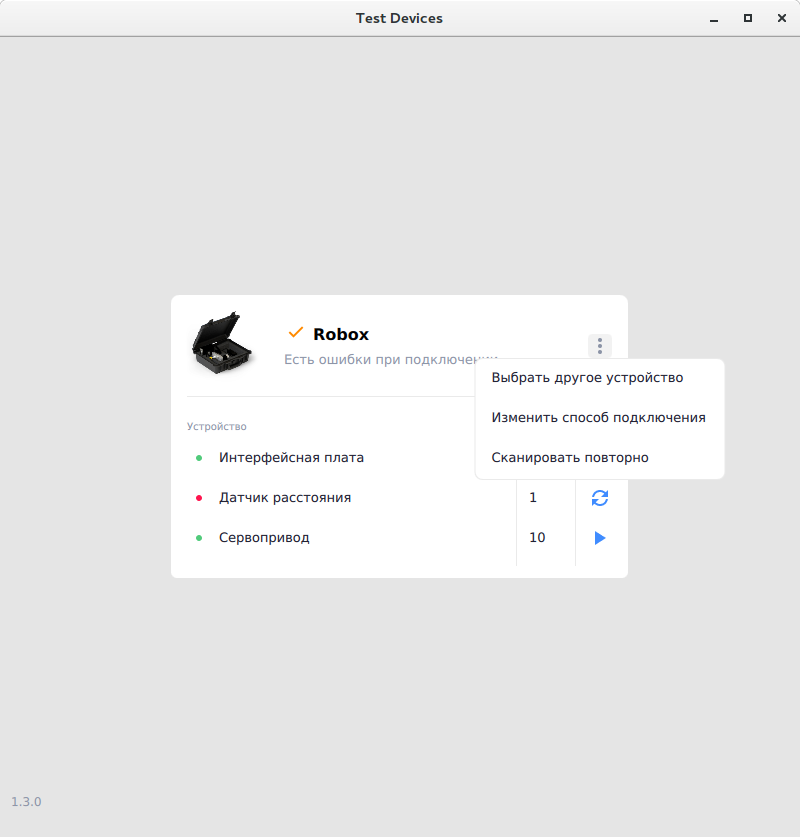 Test Devices
Robox
Есть ошибки при подключении
Выбрать другое устройство
Изменить способ подключения
Сканировать повторно
Устройство
Интерфейсная плата
Датчик расстояния
1
Сервопривод
10
1.3.0